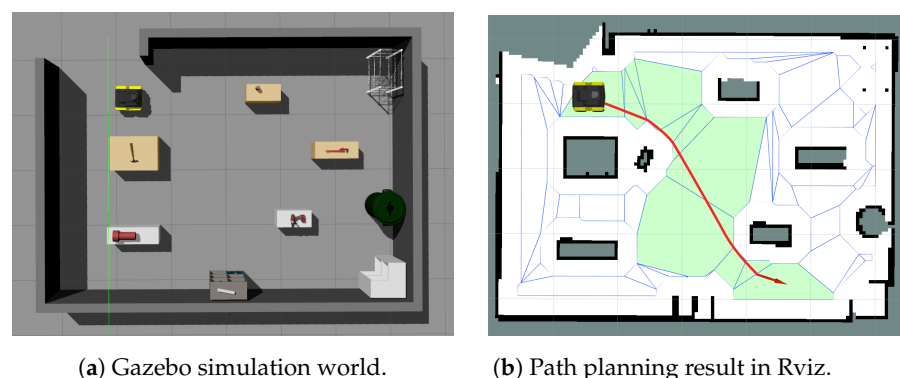 (a) Gazebo simulation world.
(b) Path planning result in Rviz.